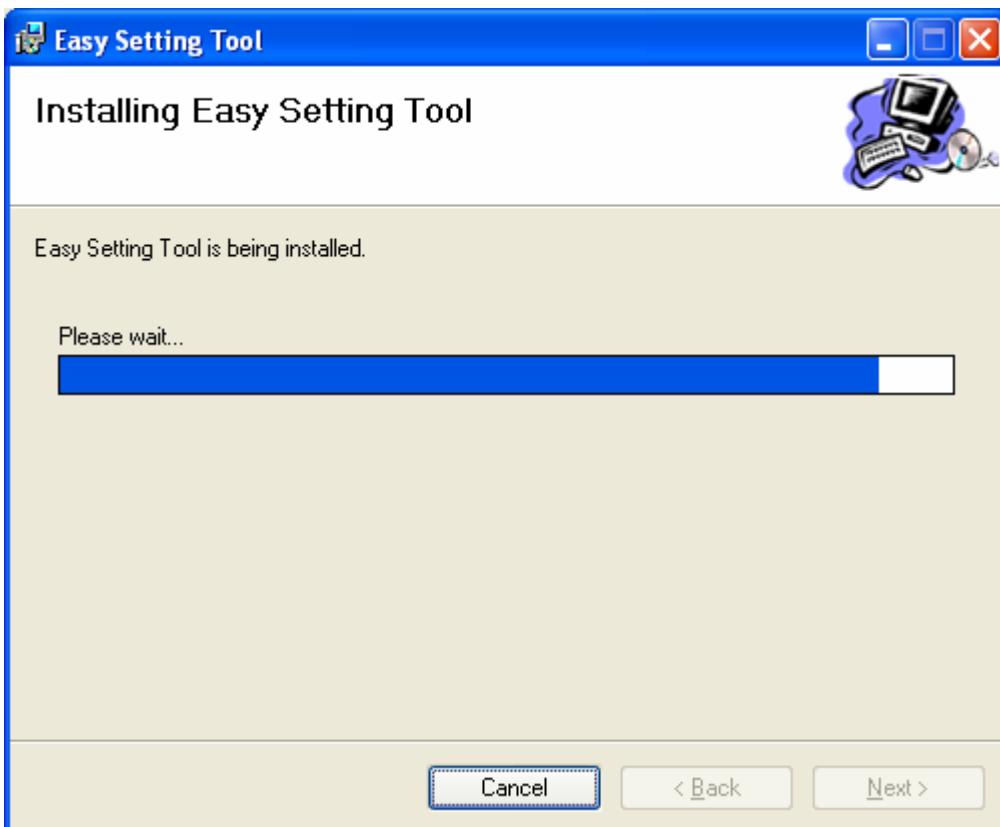 Easy Setting Tool
Installing Easy Setting Tool
Easy Setting Tool is being installed.
Please wait...
Cancel
< Back
Next >